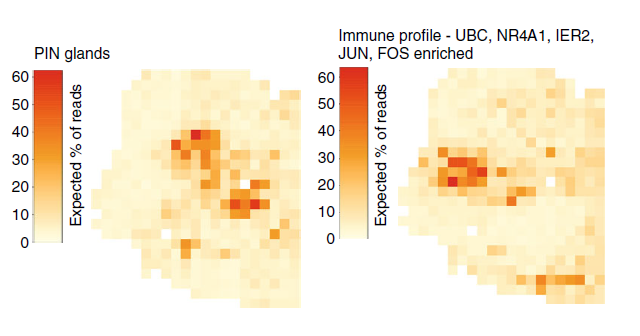 PIN glands
60
50
40
30
20
10
0
Expected % of reads
Immune profile - UBC, NR4A1, IER2,
JUN, FOS enriched
60
50
40
30
20
10
0
Expected % of reads